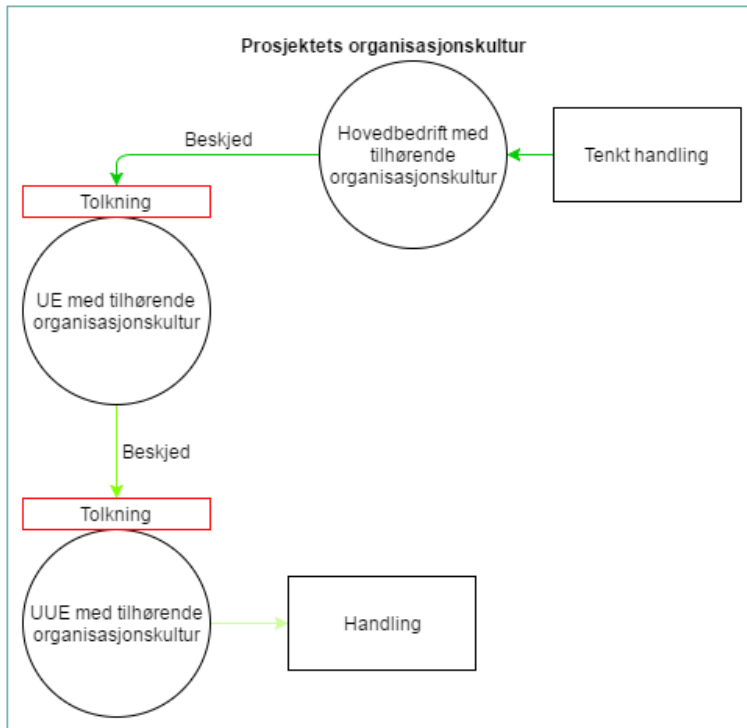 Prosjektets organisasjonskultur
Hovedbedrift med
tilhørende
organisasjonskultur
Tenkt handling
Beskjed
Tolkning
UE med tilhørende
organisasjonskultur
Beskjed
Tolkning
UUE med tilhørende
organisasjonskultur
Handling